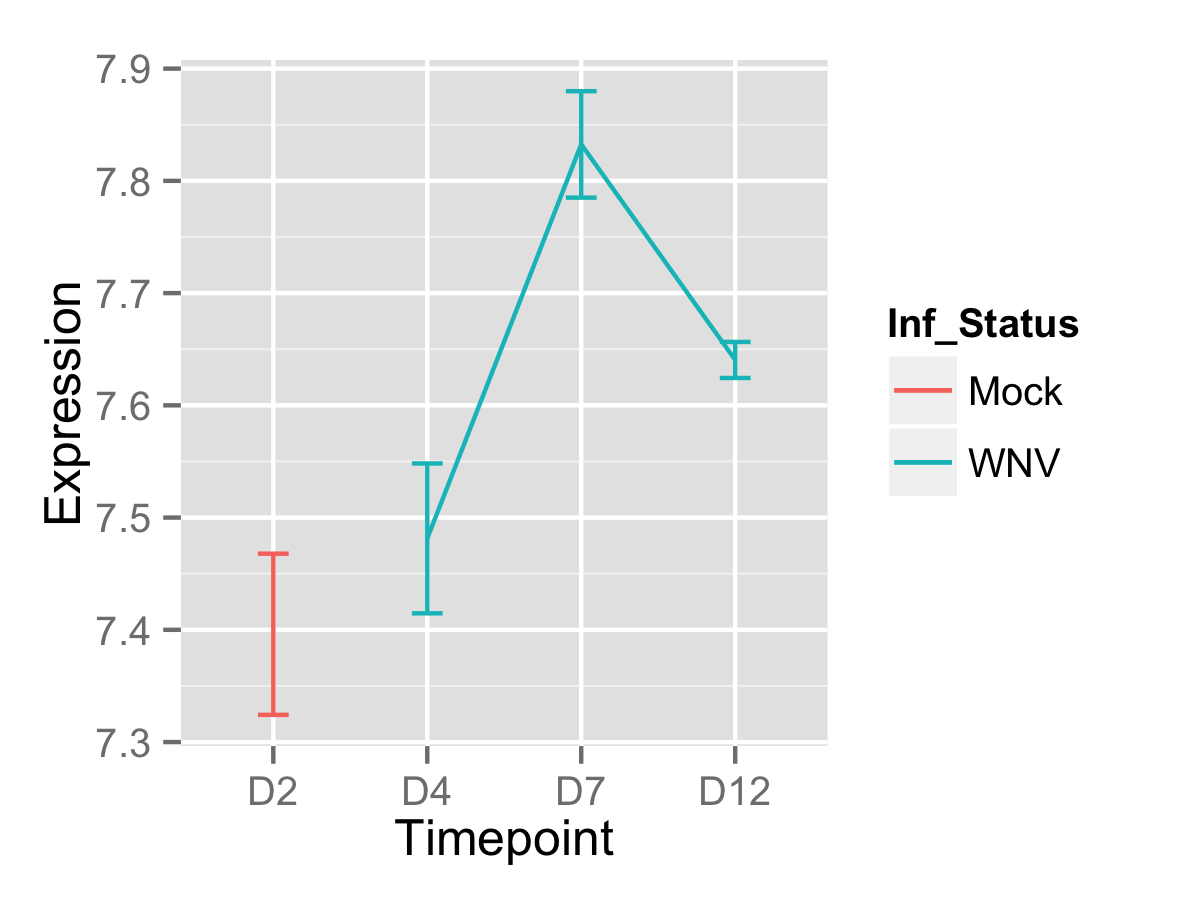 7.9
7.8
7.7
7.6
7.5
7.4
7.3
Expression
D2 D4 D7 D12
Timepoint
Inf_Status
Mock
WNV